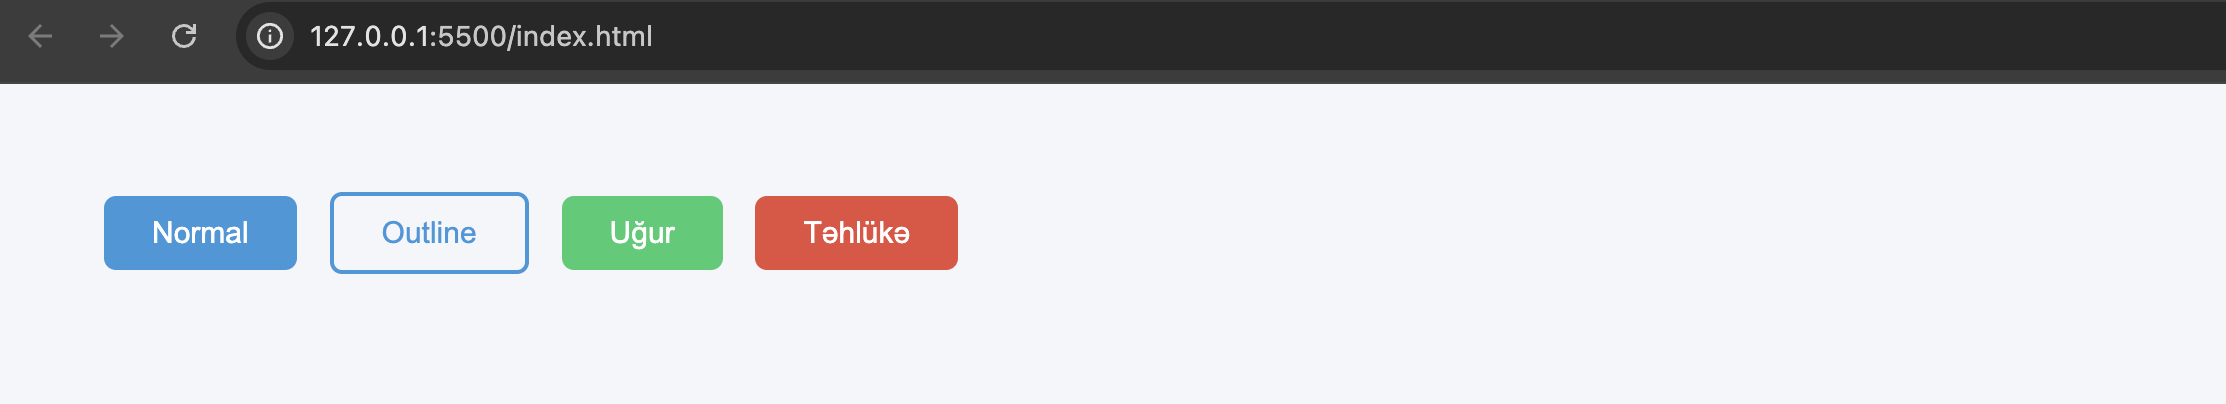 127.0.0.1:5500/index.html
Normal Outline Uğur Təhlükə